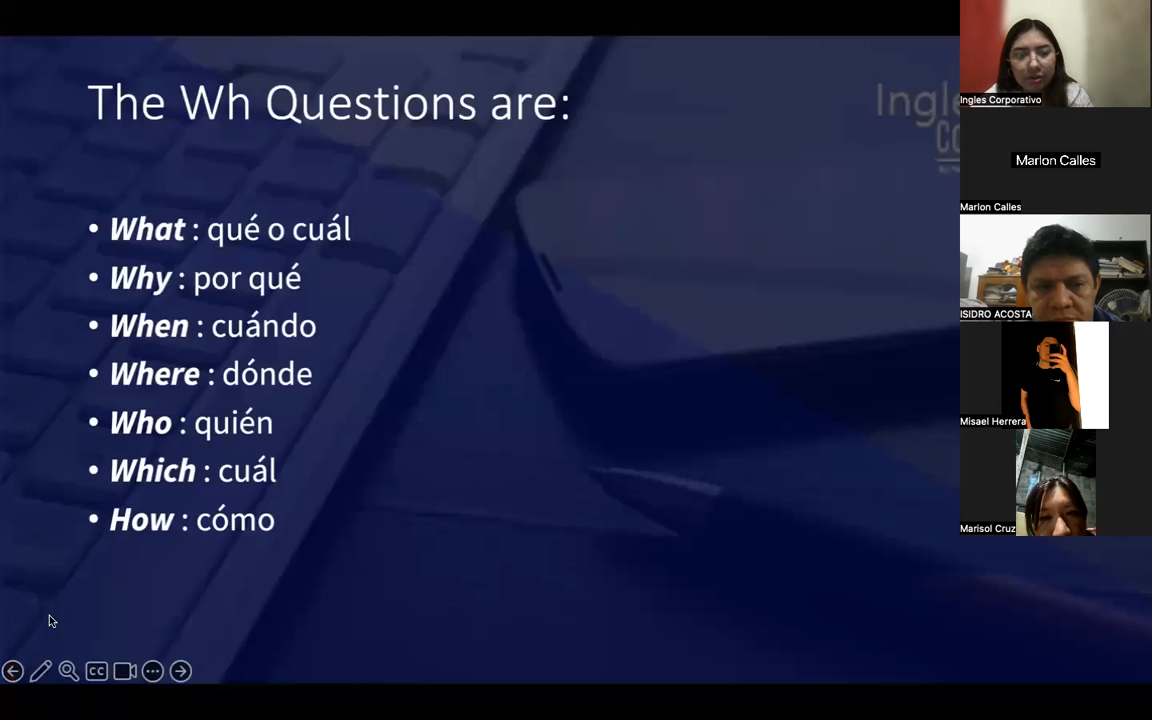 The Wh Questions are:
• What : qué o cuál
• Why : por qué
• When : cuándo
• Where : dónde
• Who : quién
• Which : cuál
• How : cómo
CC
Ingles Corporativo
Marlon Calles
Marlon Calles
ISIDRO ACOSTA
Misael Herrera
Marisol Cruz